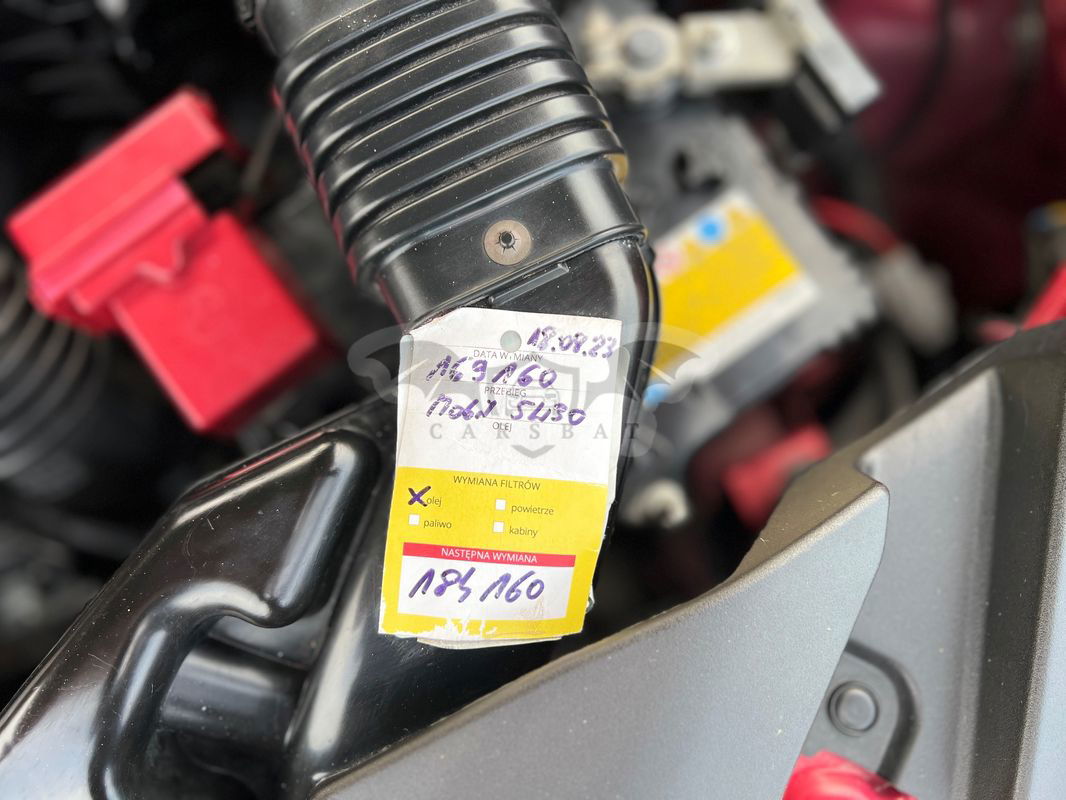 18.08.23
DATA WYMIANY
169160
PRZEBIEG
Mobil 5W30
OLEJ
CARSBAT
WYMIANA FILTRÓW
X olej
powietrze
paliwo
kabiny
NASTĘPNA WYMIANA
184160